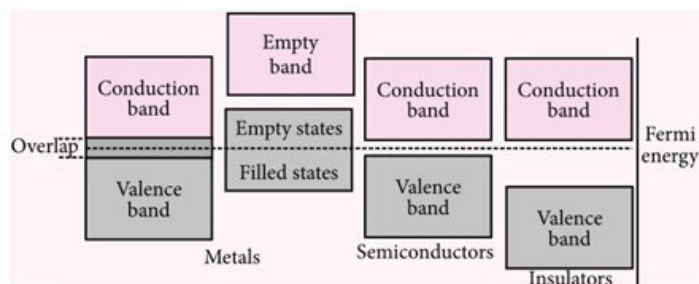 Empty
band
Conduction
band
Conduction
band
Conduction
band
Empty states
Overlap
Fermi
energy
Filled states
Valence
band
Valence
band
Valence
band
Metals
Semiconductors
Insulators